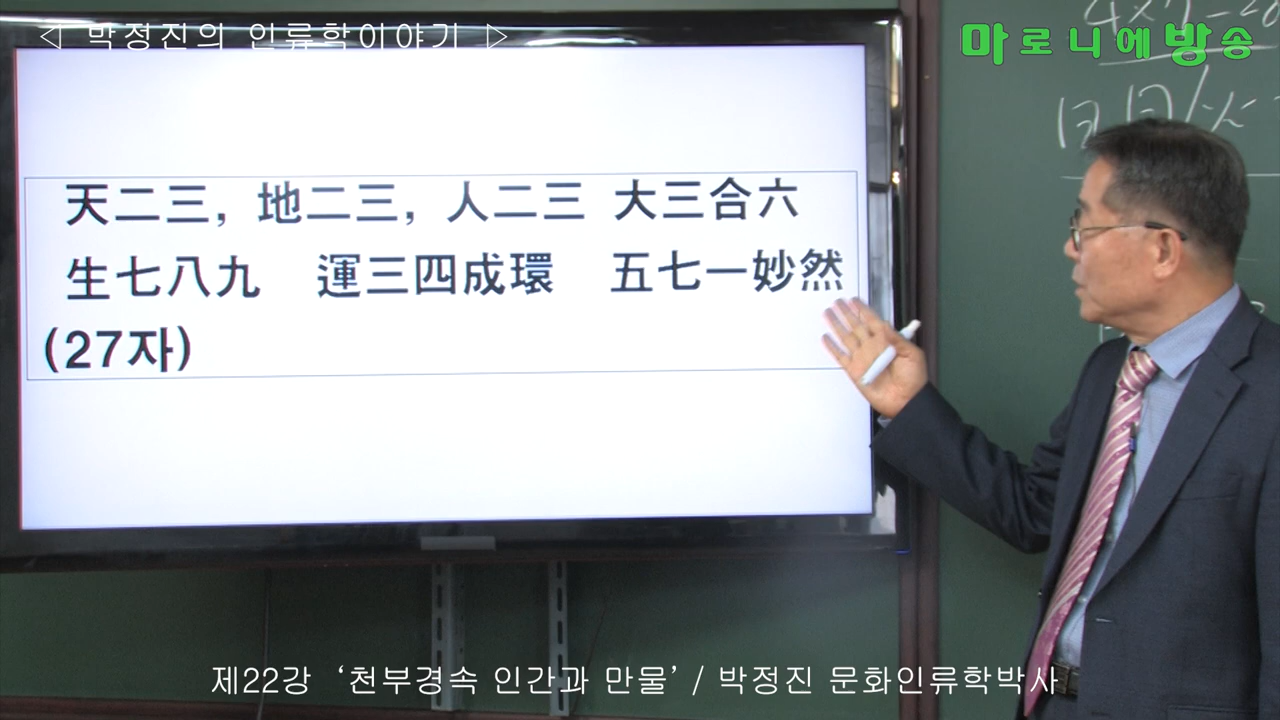 ◁ 박정진의 인류학이야기 ▷
마로니에방송
天二三, 地二三, 人二三 大三合六
生七八九 運三四成環 五七一妙然
(27자)
제22강 ‘천부경속 인간과 만물’ / 박정진 문화인류학박사